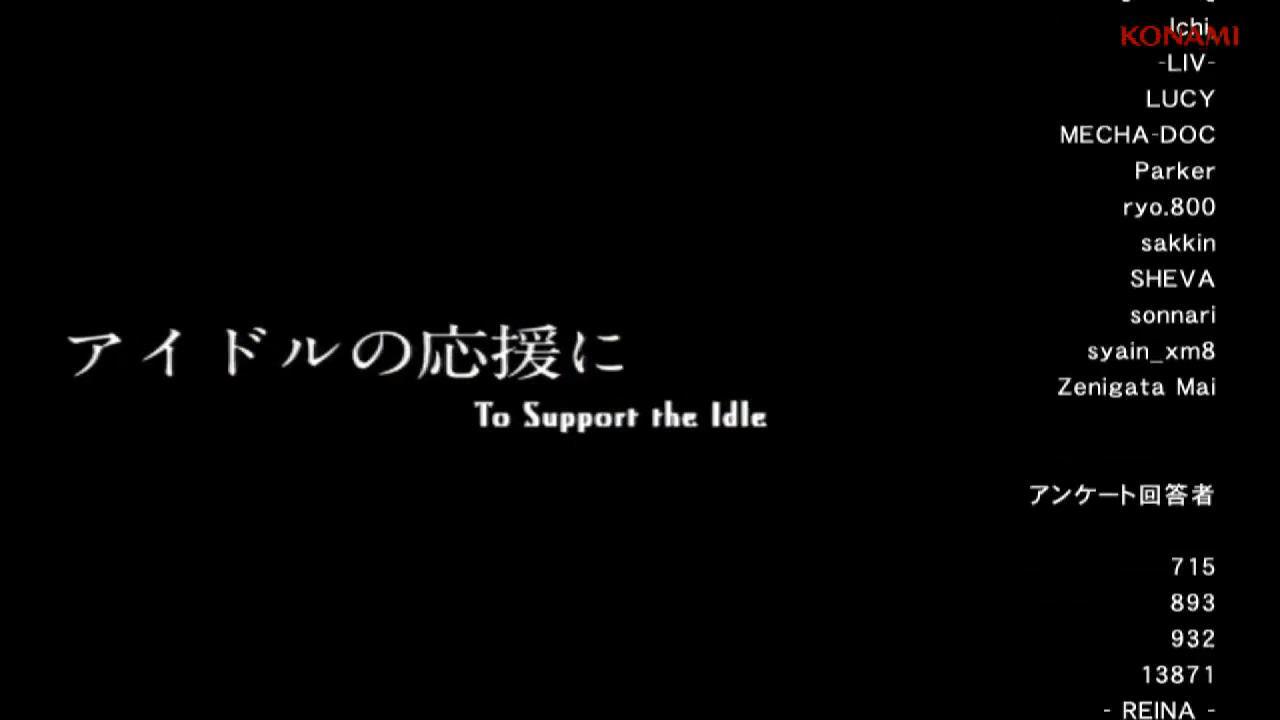 Ichi
KONAMI
-LIV-
LUCY
MECHA-DOC
Parker
ryo.800
sakkin
SHEVA
sonnari
syain_xm8
Zenigata Mai
アイドルの応援に
To Support the Idle
アンケート回答者
715
893
932
13871
- REINA -